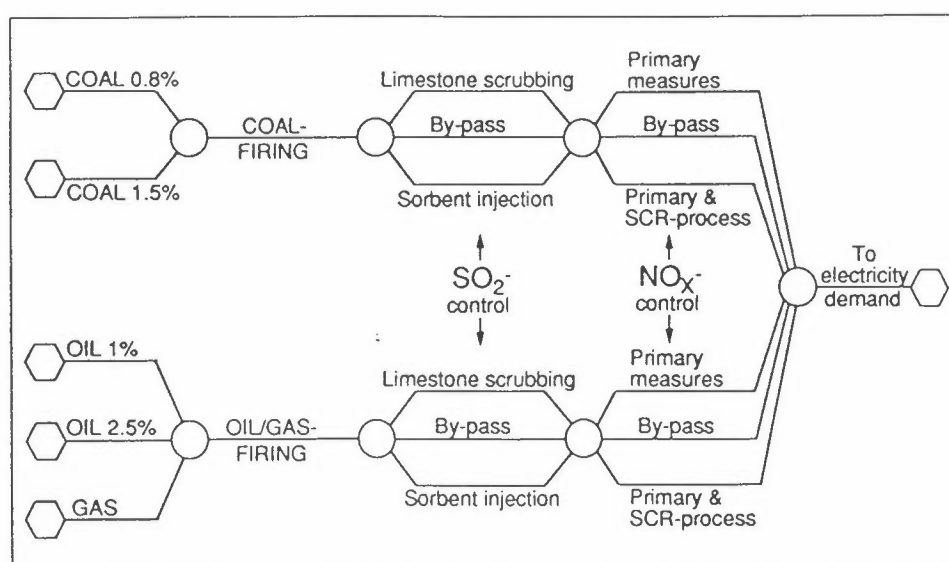 COAL 0.8%
COAL 1.5%
COAL-
FIRING
Limestone scrubbing
By-pass
Sorbent injection
Primary
measures
By-pass
Primary &
SCR-process
SO₂-
control
NOX-
control
To
electricity
demand
OIL 1%
OIL 2.5%
GAS
OIL/GAS-
FIRING
Limestone scrubbing
By-pass
Sorbent injection
Primary
measures
By-pass
Primary &
SCR-process